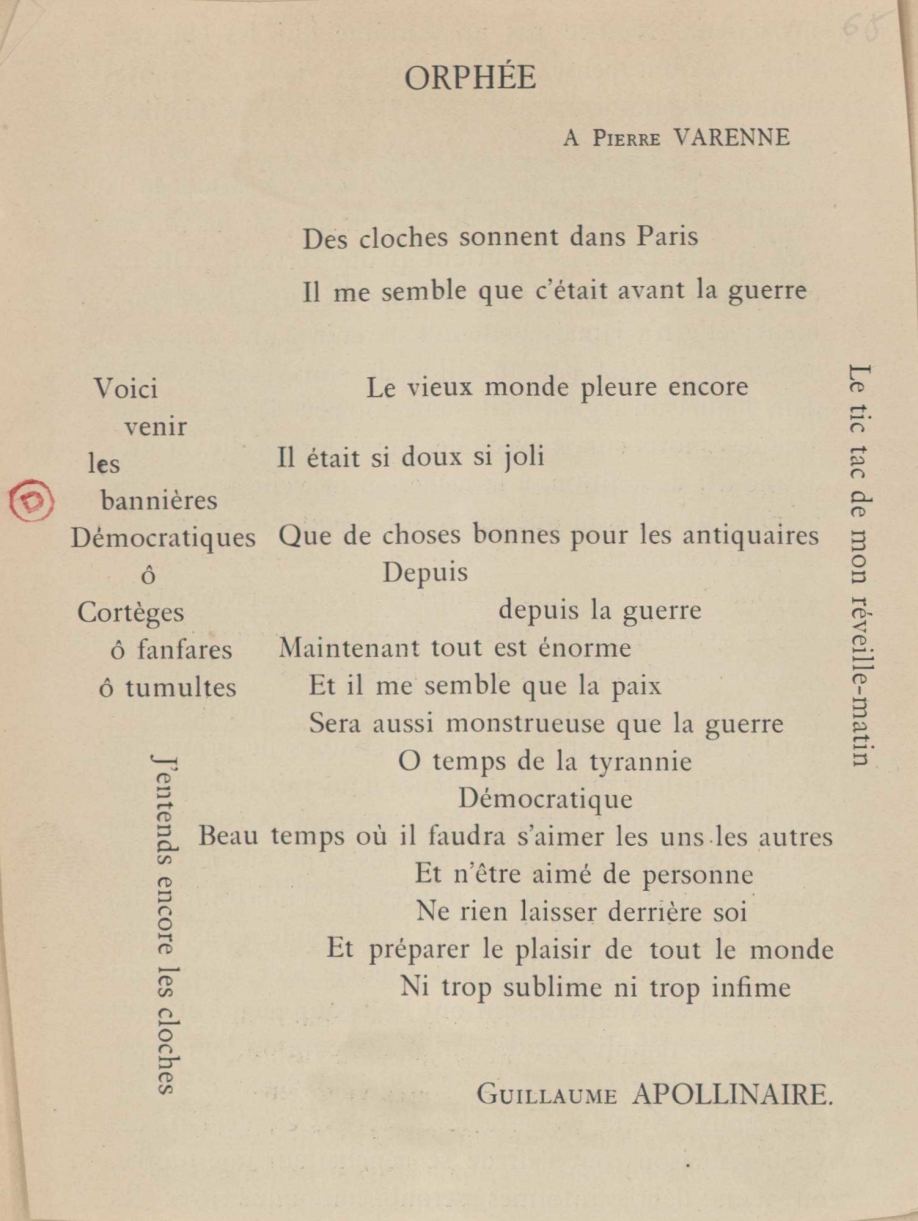 68
ORPHÉE
A Pierre VARENNE
Des cloches sonnent dans Paris
Il me semble que c'était avant la guerre
Voici
venir
les
bannières
Démocratiques
ô
Cortèges
ô fanfares
ô tumultes
Le vieux monde pleure encore
Il était si doux si joli
Que de choses bonnes pour les antiquaires
Depuis
depuis la guerre
Maintenant tout est énorme
Et il me semble que la paix
Sera aussi monstrueuse que la guerre
O temps de la tyrannie
Démocratique
Beau temps où il faudra s'aimer les uns les autres
Et n'être aimé de personne
Ne rien laisser derrière soi
Et préparer le plaisir de tout le monde
Ni trop sublime ni trop infime
Le tic tac de mon réveille-matin
J'entends encore les cloches
D
Guillaume APOLLINAIRE.